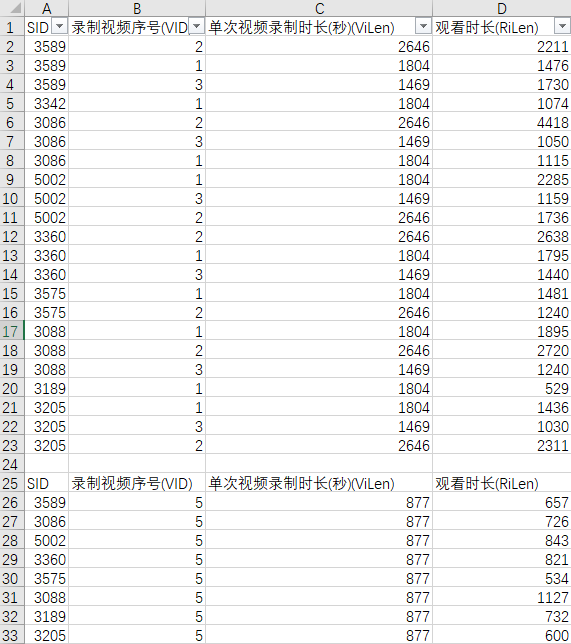 A B C D
1 SID 录制视频序号(VID) 单次视频录制时长(秒)(ViLen) 观看时长(RiLen)
2 3589 2 2646 2211
3 3589 1 1804 1476
4 3589 3 1469 1730
5 3342 1 1804 1074
6 3086 2 2646 4418
7 3086 3 1469 1050
8 3086 1 1804 1115
9 5002 1 1804 2285
10 5002 3 1469 1159
11 5002 2 2646 1736
12 3360 2 2646 2638
13 3360 1 1804 1795
14 3360 3 1469 1440
15 3575 1 1804 1481
16 3575 2 2646 1240
17 3088 1 1804 1895
18 3088 2 2646 2720
19 3088 3 1469 1240
20 3189 1 1804 529
21 3205 1 1804 1436
22 3205 3 1469 1030
23 3205 2 2646 2311
24
25 SID 录制视频序号(VID) 单次视频录制时长(秒)(ViLen) 观看时长(RiLen)
26 3589 5 877 657
27 3086 5 877 726
28 5002 5 877 843
29 3360 5 877 821
30 3575 5 877 534
31 3088 5 877 1127
32 3189 5 877 732
33 3205 5 877 600